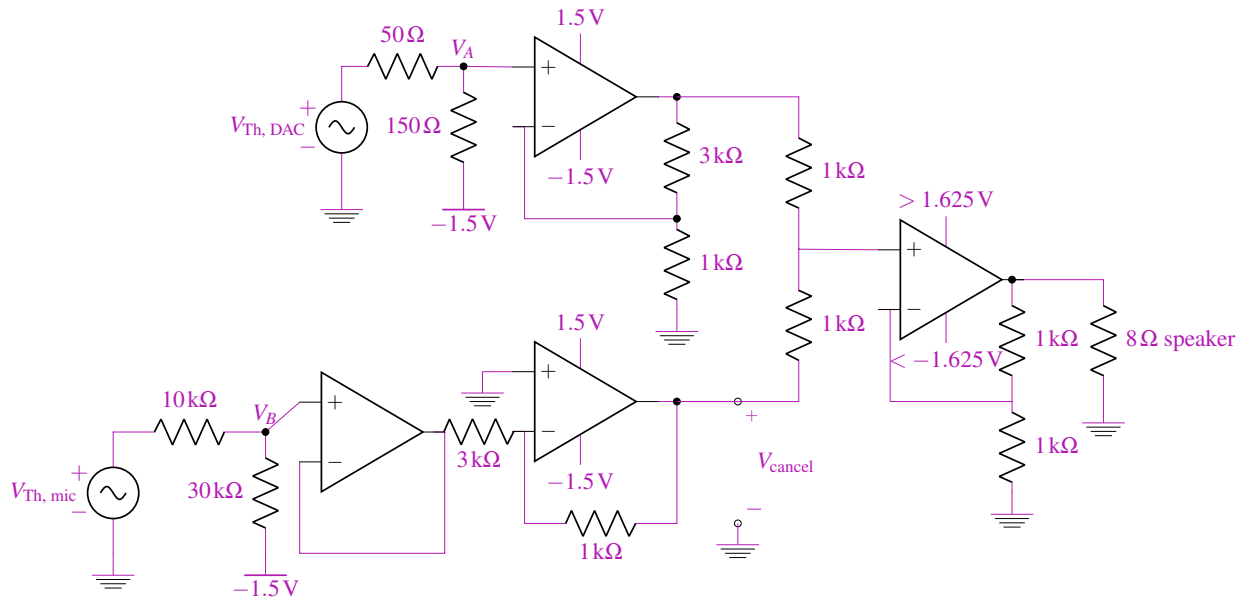 1.5 V
50 Ω
V_A
+
−
V_Th, DAC
+
−
150 Ω
−1.5 V
−1.5 V
3 kΩ
1 kΩ
1 kΩ
> 1.625 V
+
−
< −1.625 V
1 kΩ
1 kΩ
8 Ω speaker
1 kΩ
1.5 V
+
−
−1.5 V
10 kΩ
V_B
+
−
3 kΩ
V_Th, mic
+
−
30 kΩ
−1.5 V
1 kΩ
+
V_cancel
−